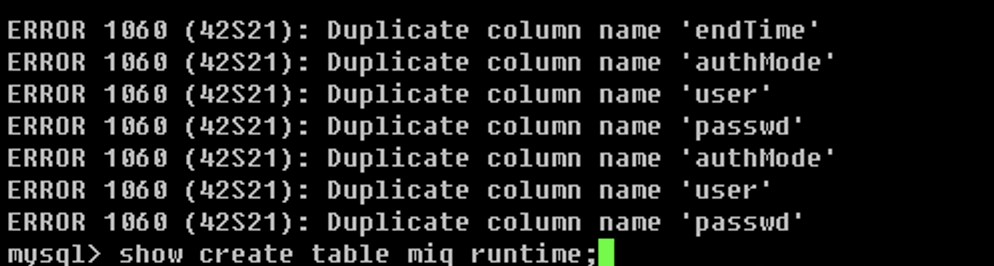 ERROR 1060 (42S21): Duplicate column name 'endTime'
ERROR 1060 (42S21): Duplicate column name 'authMode'
ERROR 1060 (42S21): Duplicate column name 'user'
ERROR 1060 (42S21): Duplicate column name 'passwd'
ERROR 1060 (42S21): Duplicate column name 'authMode'
ERROR 1060 (42S21): Duplicate column name 'user'
ERROR 1060 (42S21): Duplicate column name 'passwd'
mysql> show create table mig runtime;